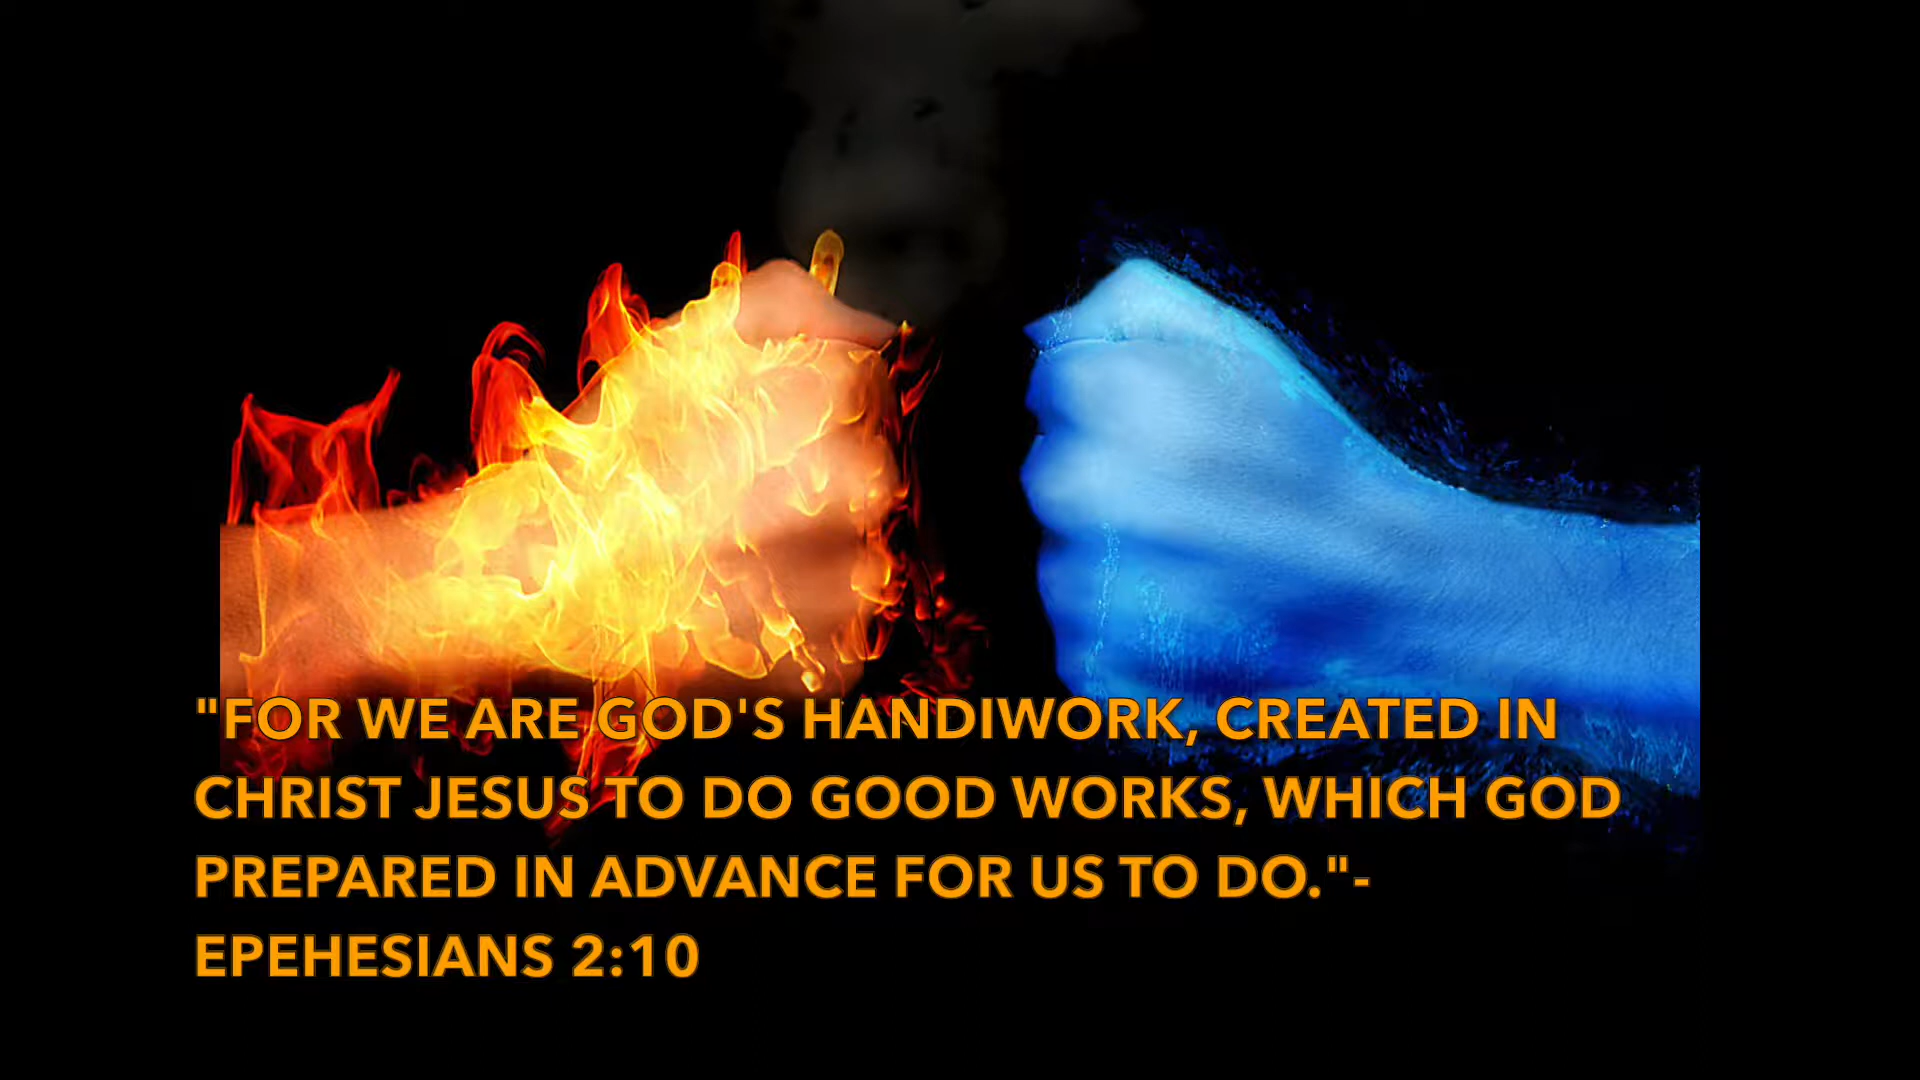 "FOR WE ARE GOD'S HANDIWORK, CREATED IN
CHRIST JESUS TO DO GOOD WORKS, WHICH GOD
PREPARED IN ADVANCE FOR US TO DO."-
EPEHESIANS 2:10